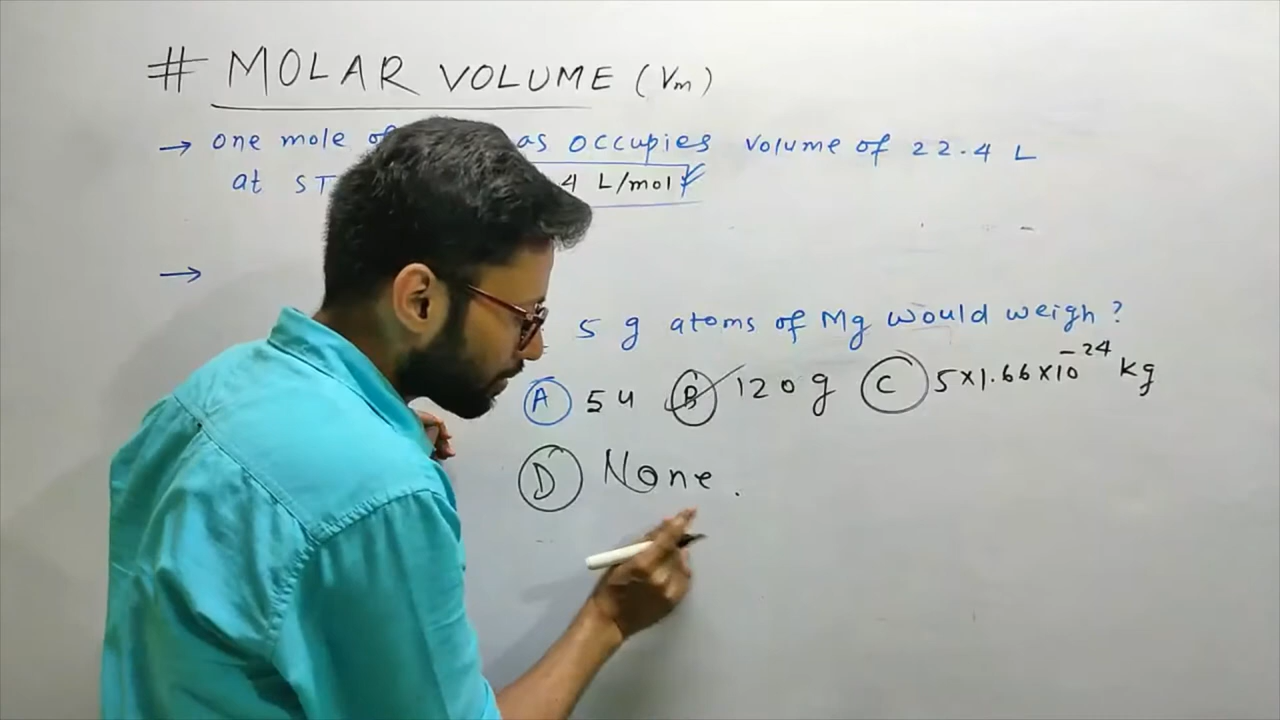 # MOLAR VOLUME (Vm)
→ one mole of as occupies volume of 22.4 L
at ST 4 L/mol
→
5 g atoms of Mg would weigh?
(A) 54 (B) 120 g (C) 5×1.66×10⁻²⁴ kg
(D) None.